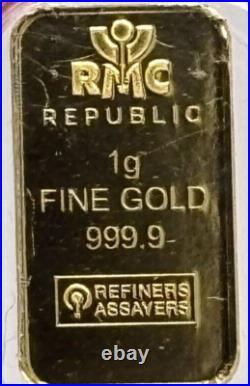 RMC
REPUBLIC
1g
FINE GOLD
999.9
REFINERS
ASSAYERS